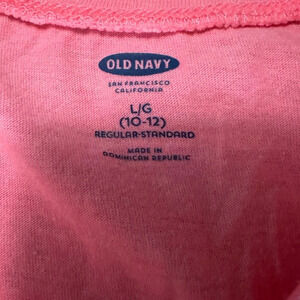 OLD NAVY
SAN FRANCISCO
CALIFORNIA
L/G
(10-12)
REGULAR-STANDARD
MADE IN
DOMINICAN REPUBLIC